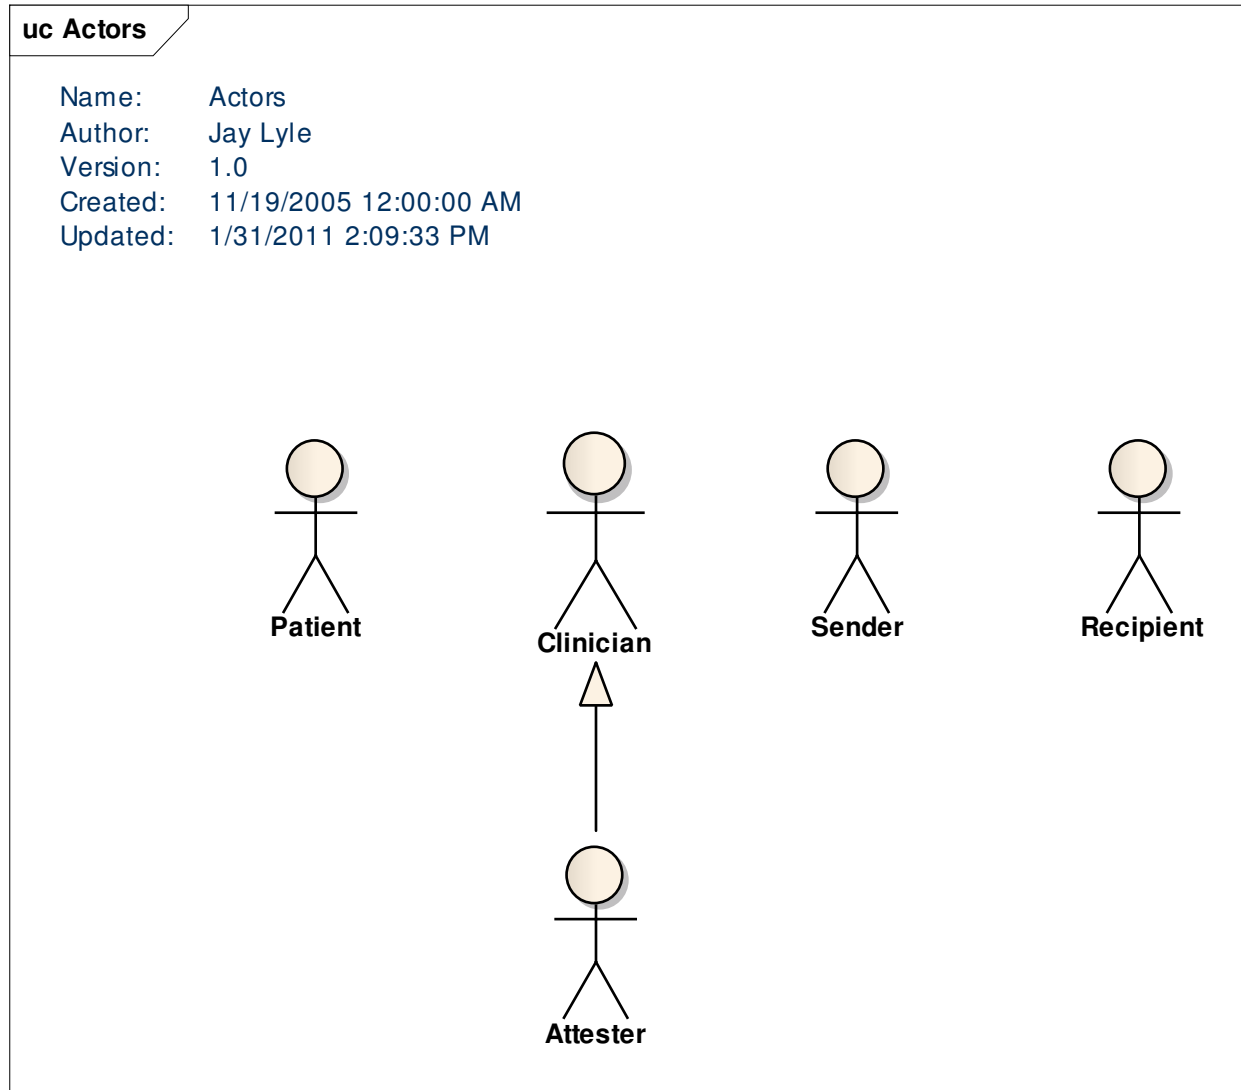 uc Actors
Name: Actors
Author: Jay Lyle
Version: 1.0
Created: 11/19/2005 12:00:00 AM
Updated: 1/31/2011 2:09:33 PM
Patient
Clinician
Sender
Recipient
Attester